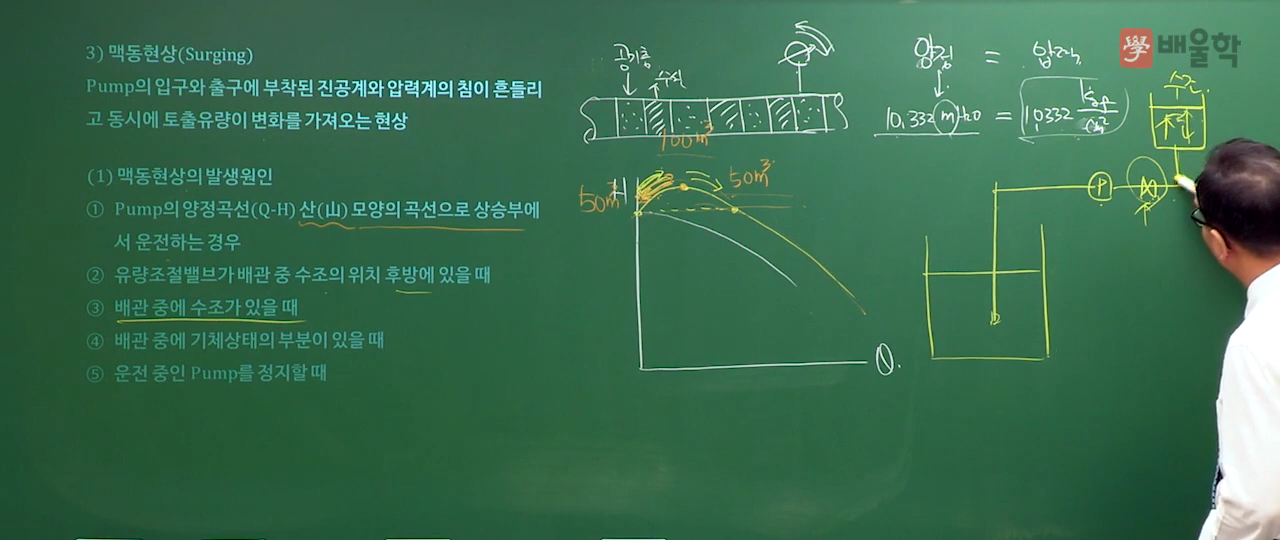 3) 맥동현상(Surging)
Pump의 입구와 출구에 부착된 진공계와 압력계의 침이 흔들리
고 동시에 토출유량이 변화를 가져오는 현상
(1) 맥동현상의 발생원인
① Pump의 양정곡선(Q-H) 산(山) 모양의 곡선으로 상승부에
서 운전하는 경우
② 유량조절밸브가 배관 중 수조의 위치 후방에 있을 때
③ 배관 중에 수조가 있을 때
④ 배관 중에 기체상태의 부분이 있을 때
⑤ 운전 중인 Pump를 정지할 때
공기층
100m³
양정 = 압력
10.332mH₂O = 1.0332 kgf/cm²
H
50m³
50m³
Q.
수조
P
學 배울학